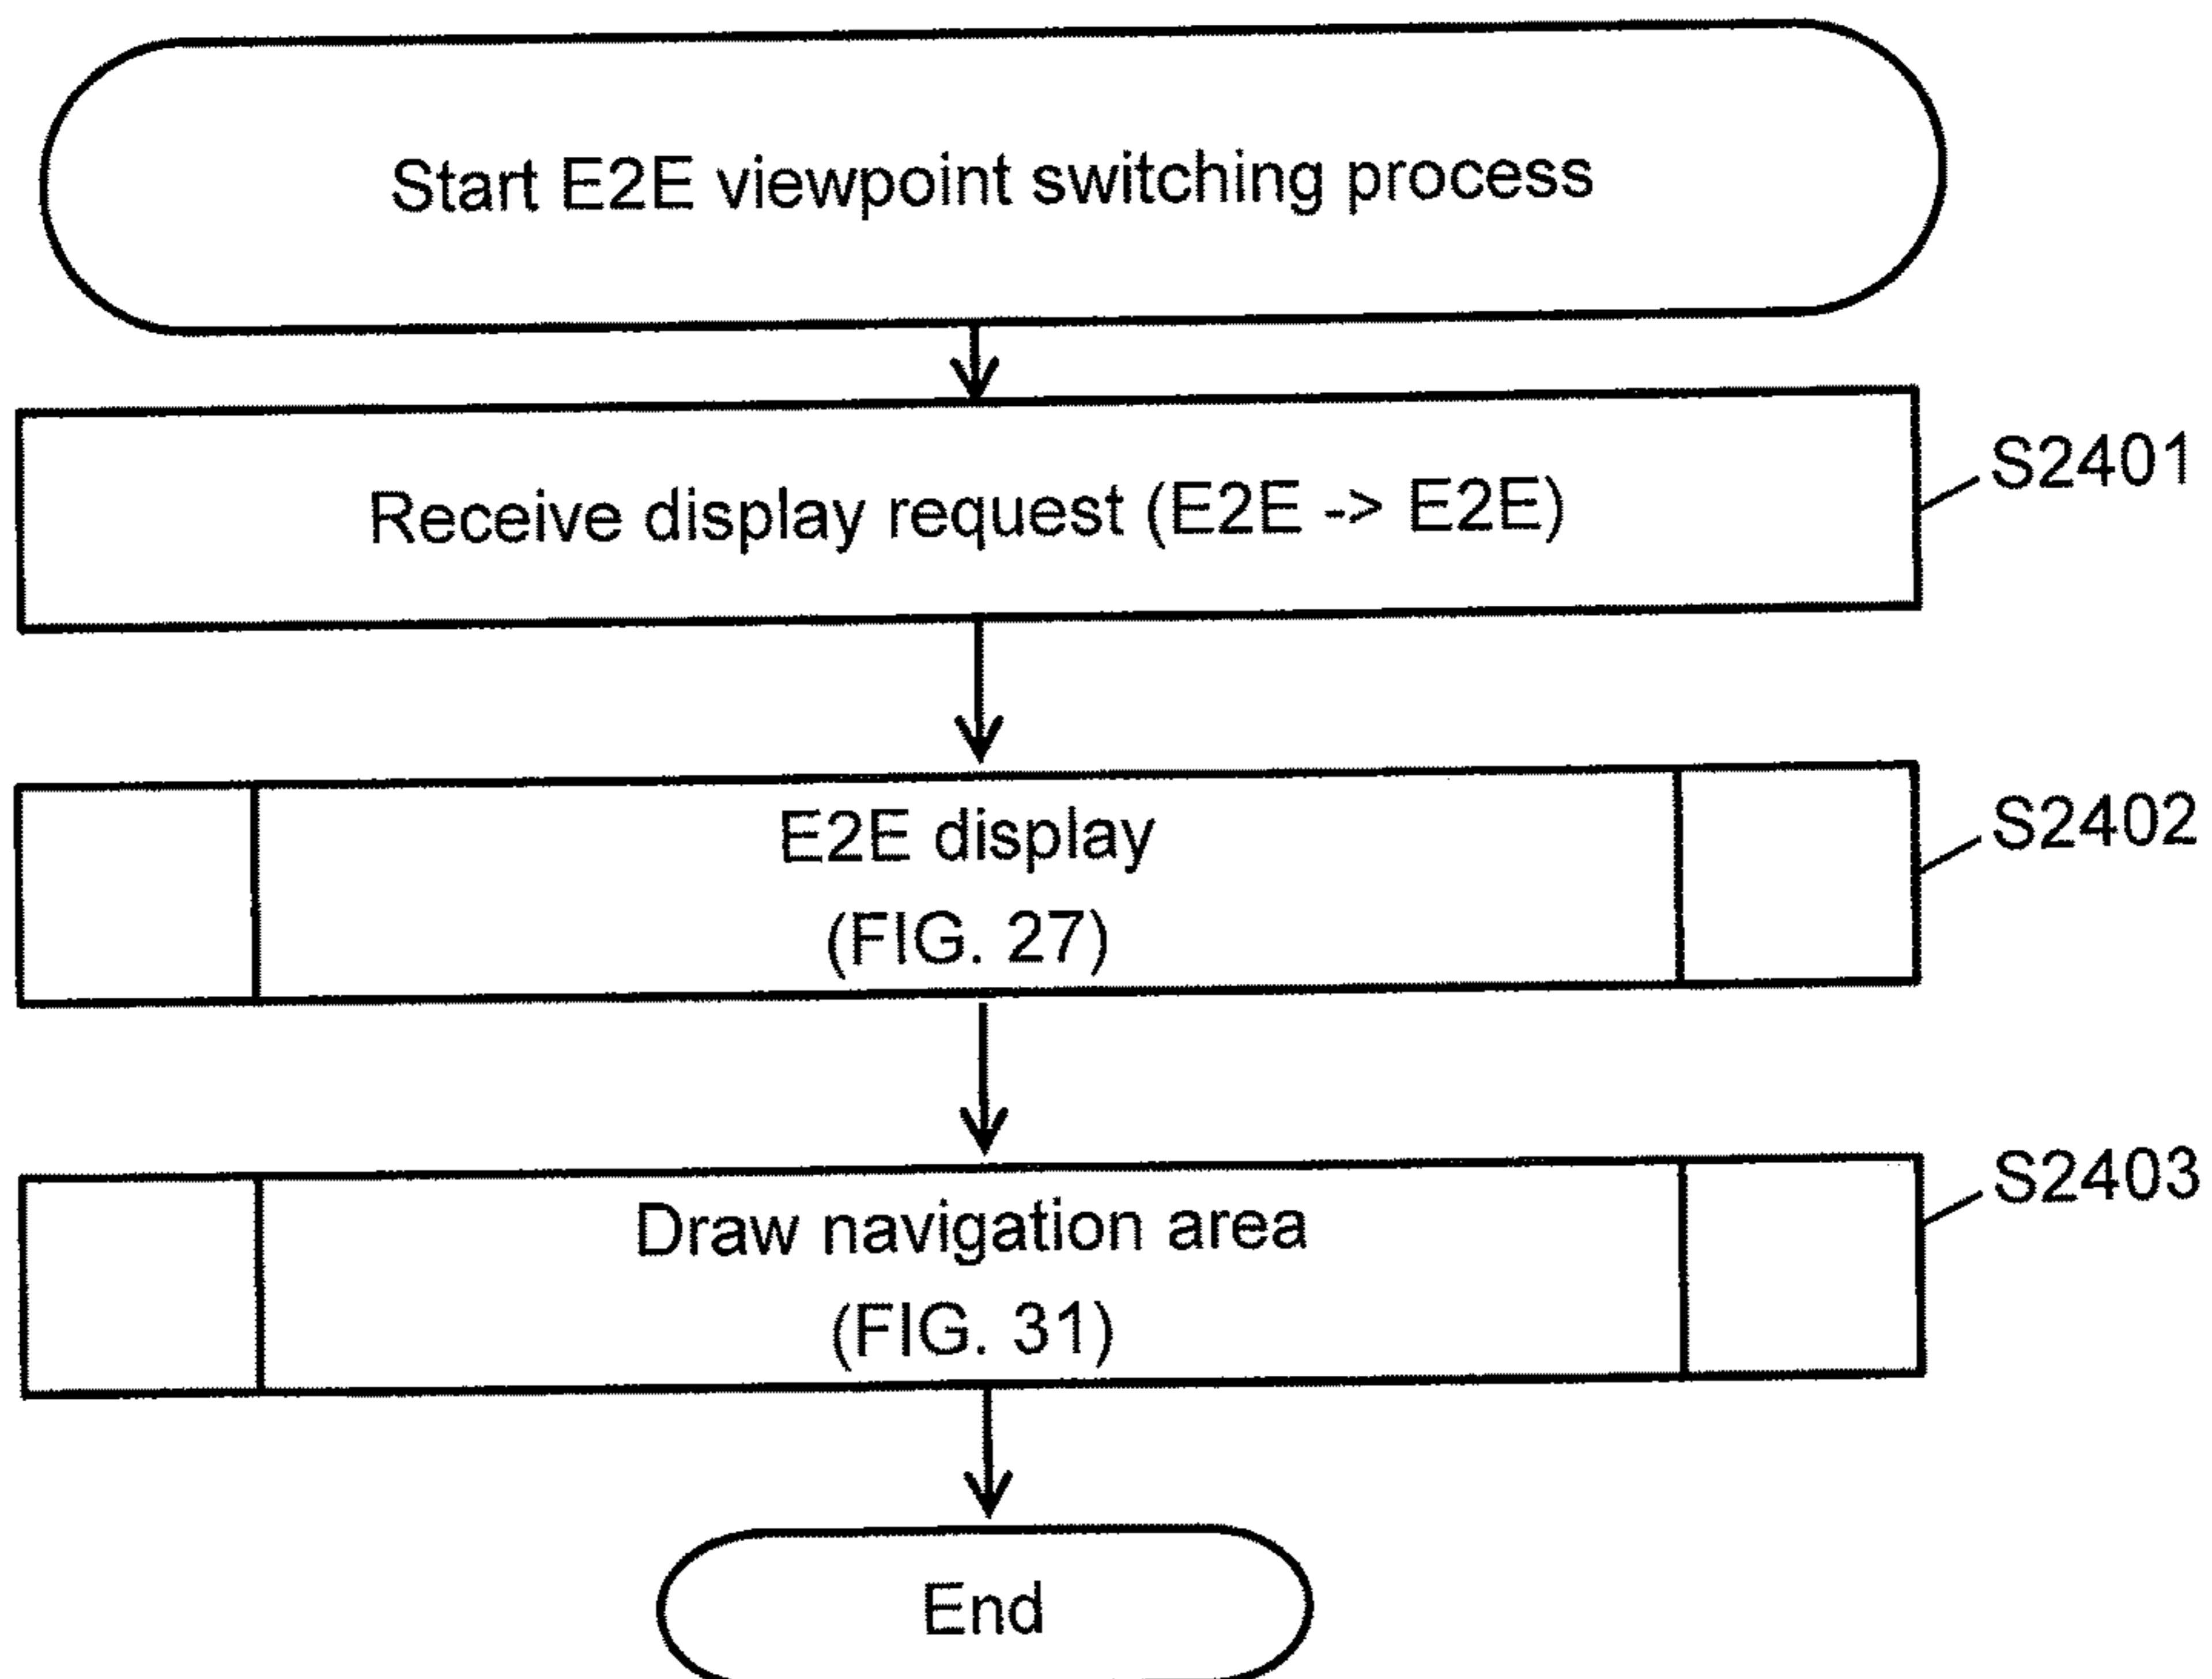 Start E2E viewpoint switching process
Receive display request (E2E -> E2E)
S2401
E2E display
(FIG. 27)
S2402
Draw navigation area
(FIG. 31)
S2403
End